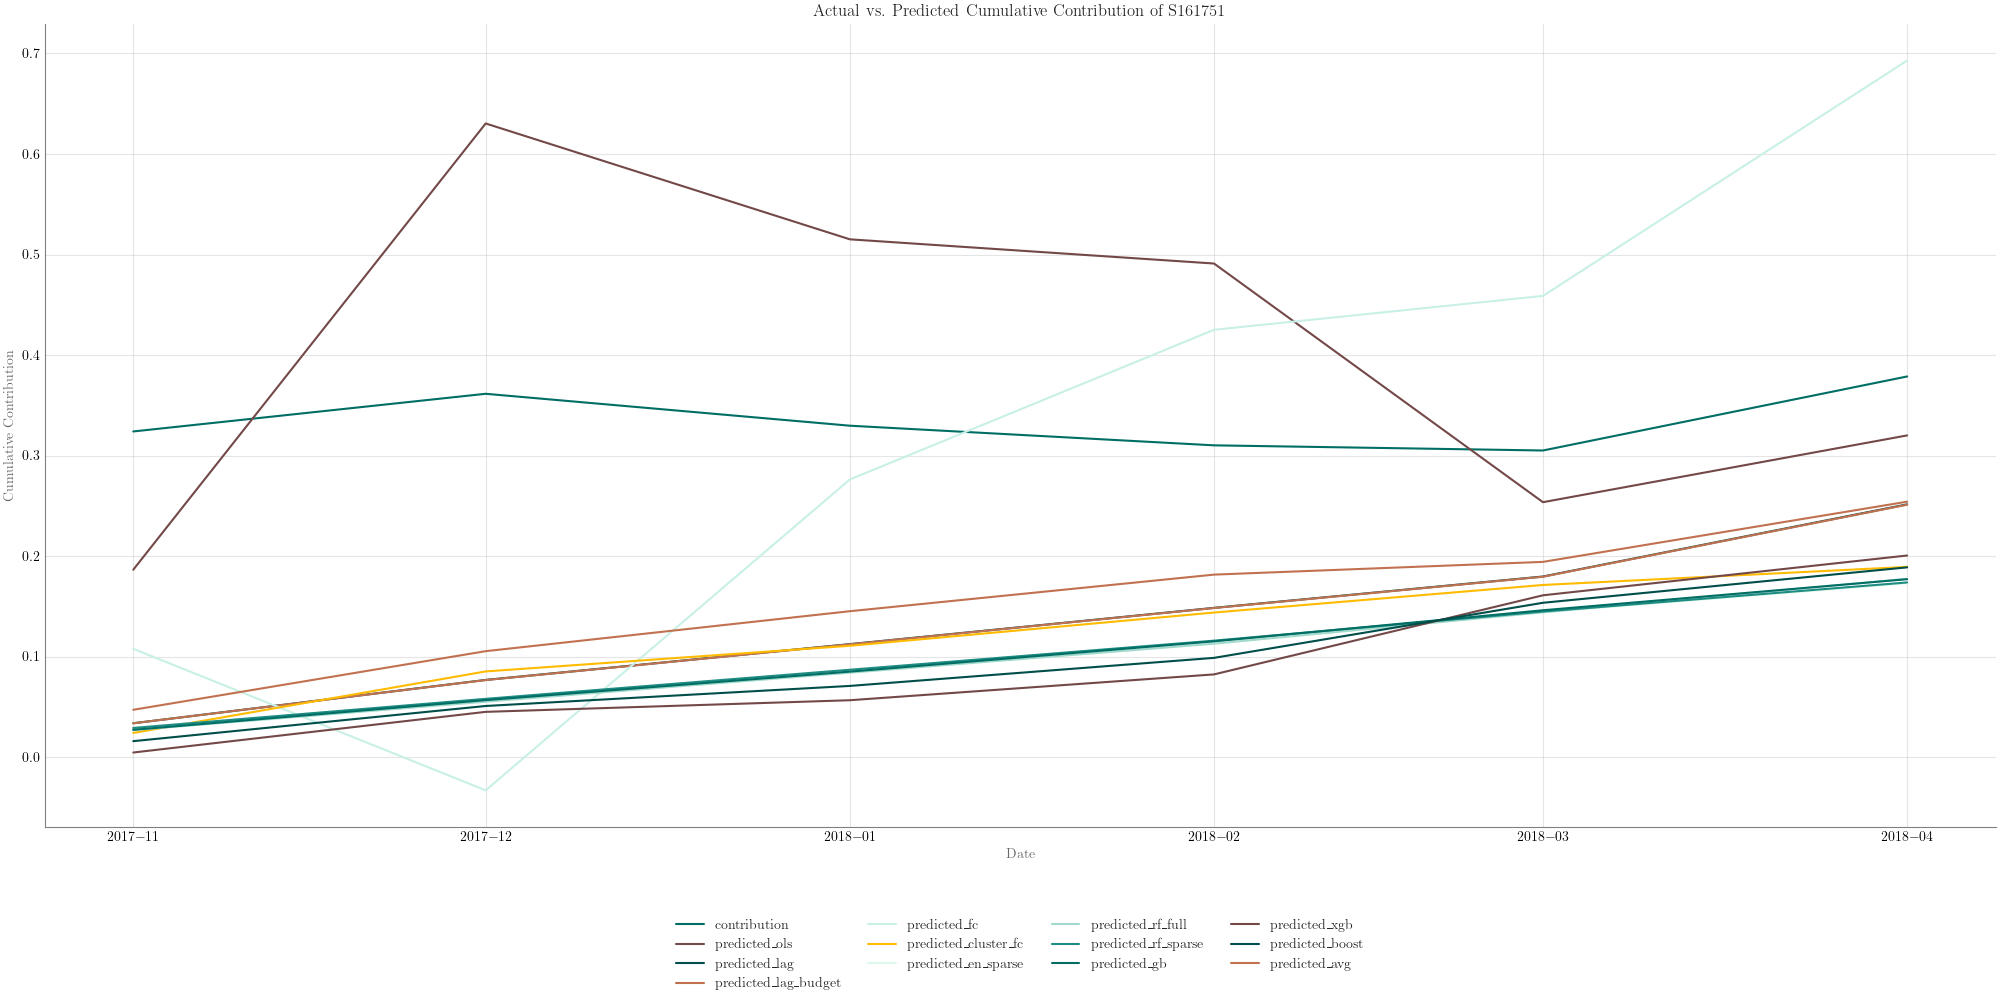 Actual vs. Predicted Cumulative Contribution of S161751
0.7
0.6
0.5
0.4
0.3
0.2
0.1
0.0
Cumulative Contribution
2017-11 2017-12 2018-01 2018-02 2018-03 2018-04
Date
contribution predicted_fc predicted_rf_full predicted_xgb
predicted_ols predicted_cluster_fc predicted_rf_sparse predicted_boost
predicted_lag predicted_en_sparse predicted_gb predicted_avg
predicted_lag_budget